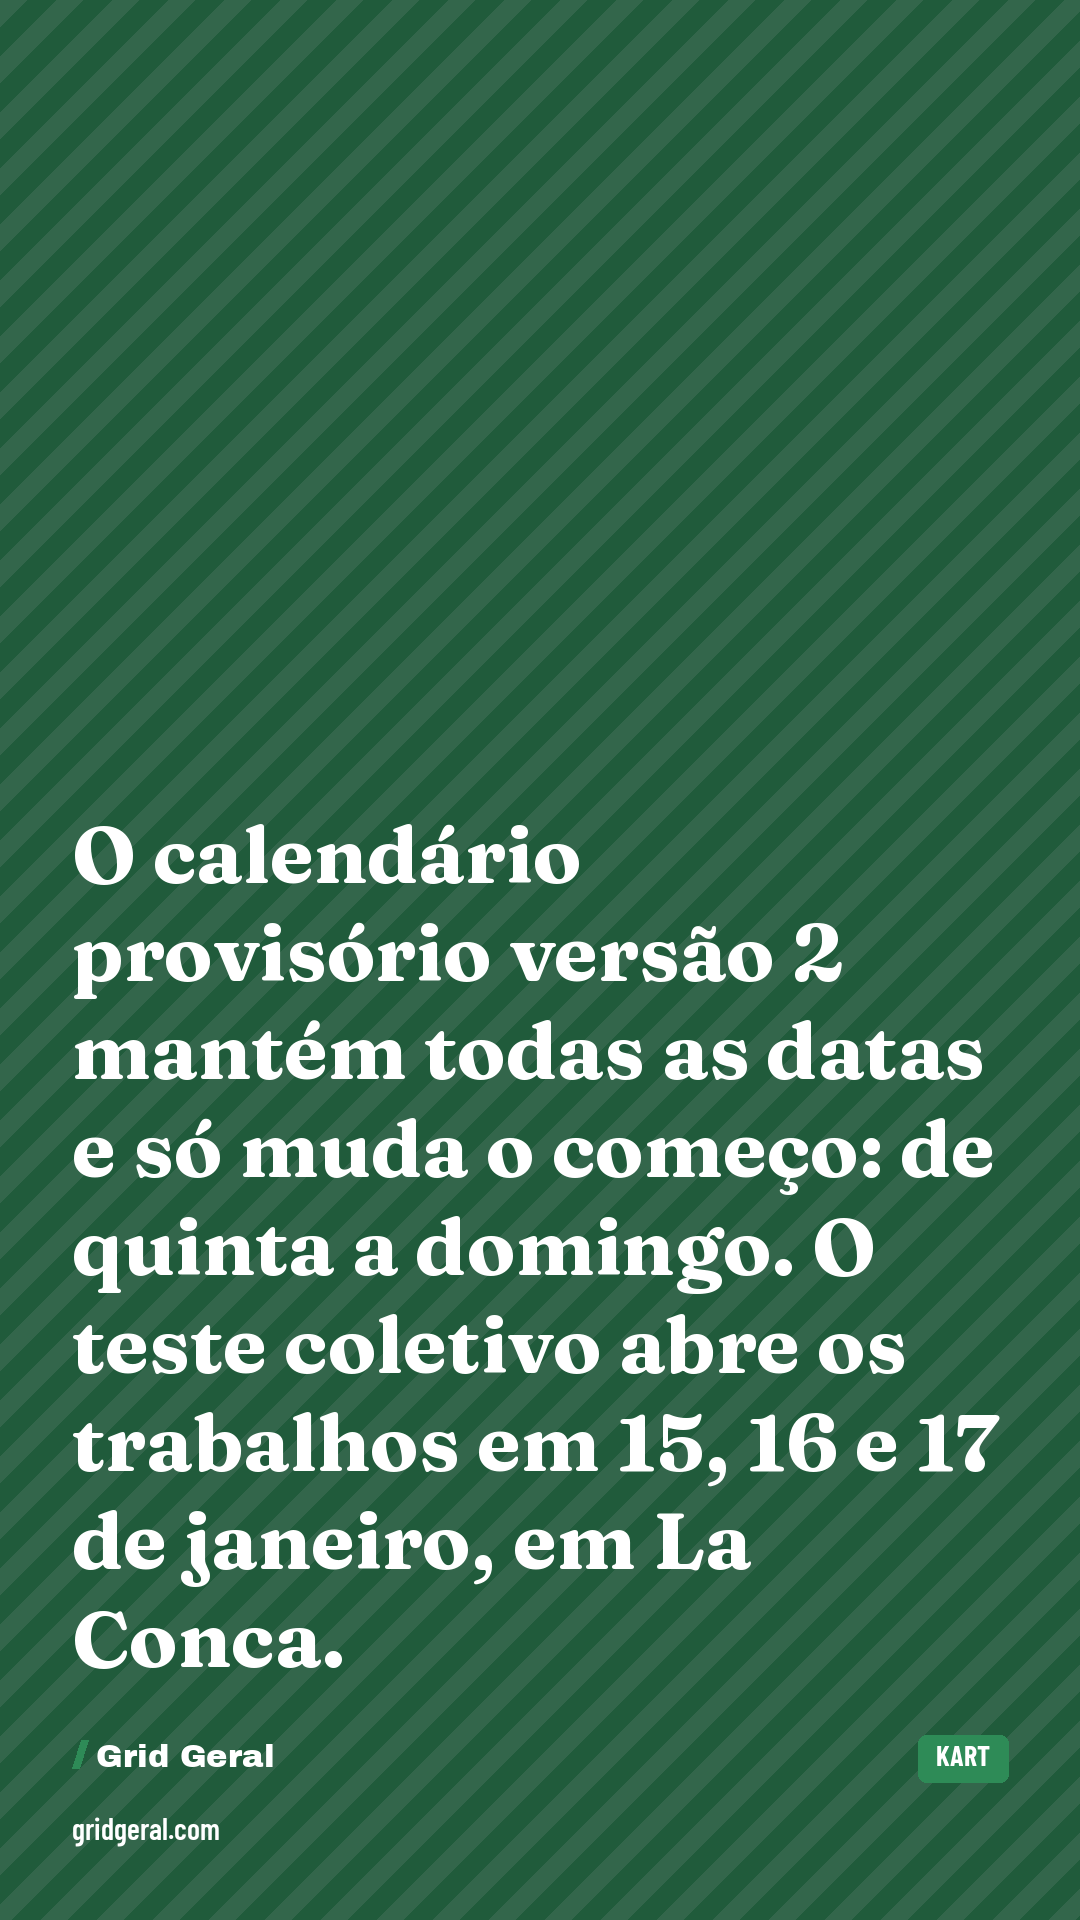 O calendário
provisório versão 2
mantém todas as datas
e só muda o começo: de
quinta a domingo. O
teste coletivo abre os
trabalhos em 15, 16 e 17
de janeiro, em La
Conca.
/ Grid Geral
KART
gridgeral.com